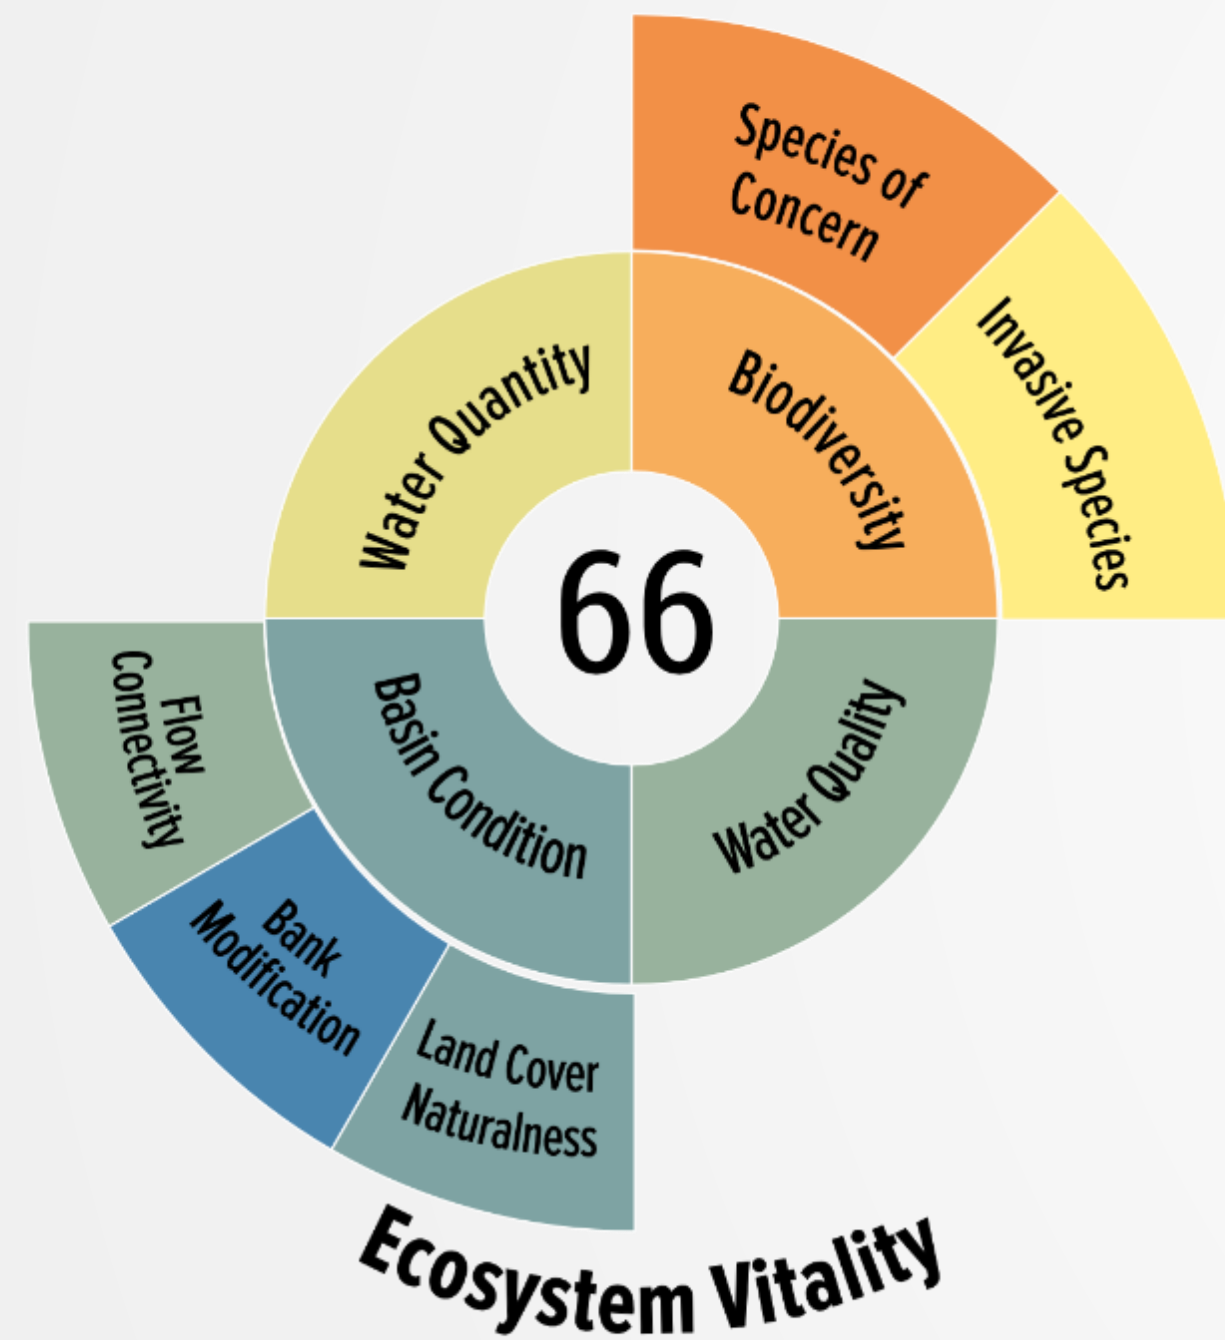 Species of
Concern
Invasive Species
Water Quantity
Biodiversity
66
Flow
Connectivity
Basin Condition
Water Quality
Bank
Modification
Land Cover
Naturalness
Ecosystem Vitality